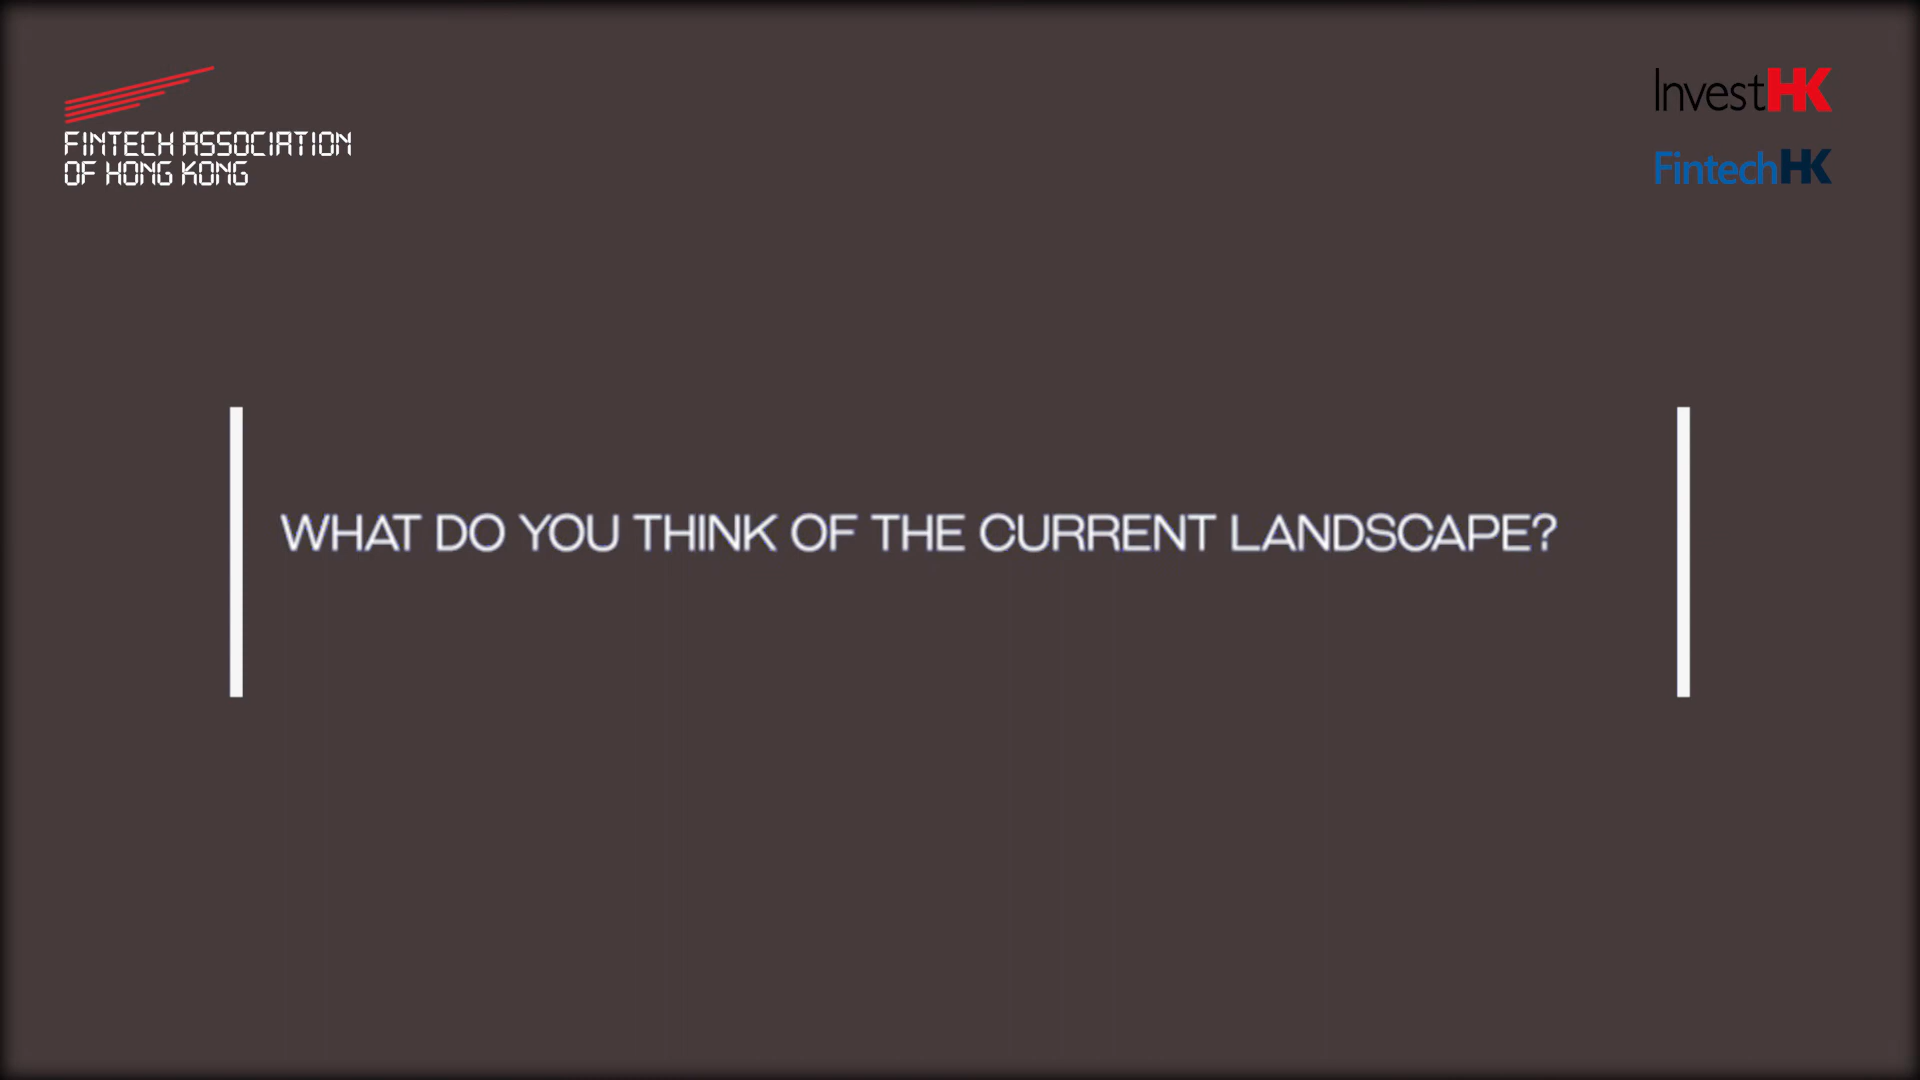 FINTECH ASSOCIATION
OF HONG KONG
InvestHK
FintechHK
WHAT DO YOU THINK OF THE CURRENT LANDSCAPE?